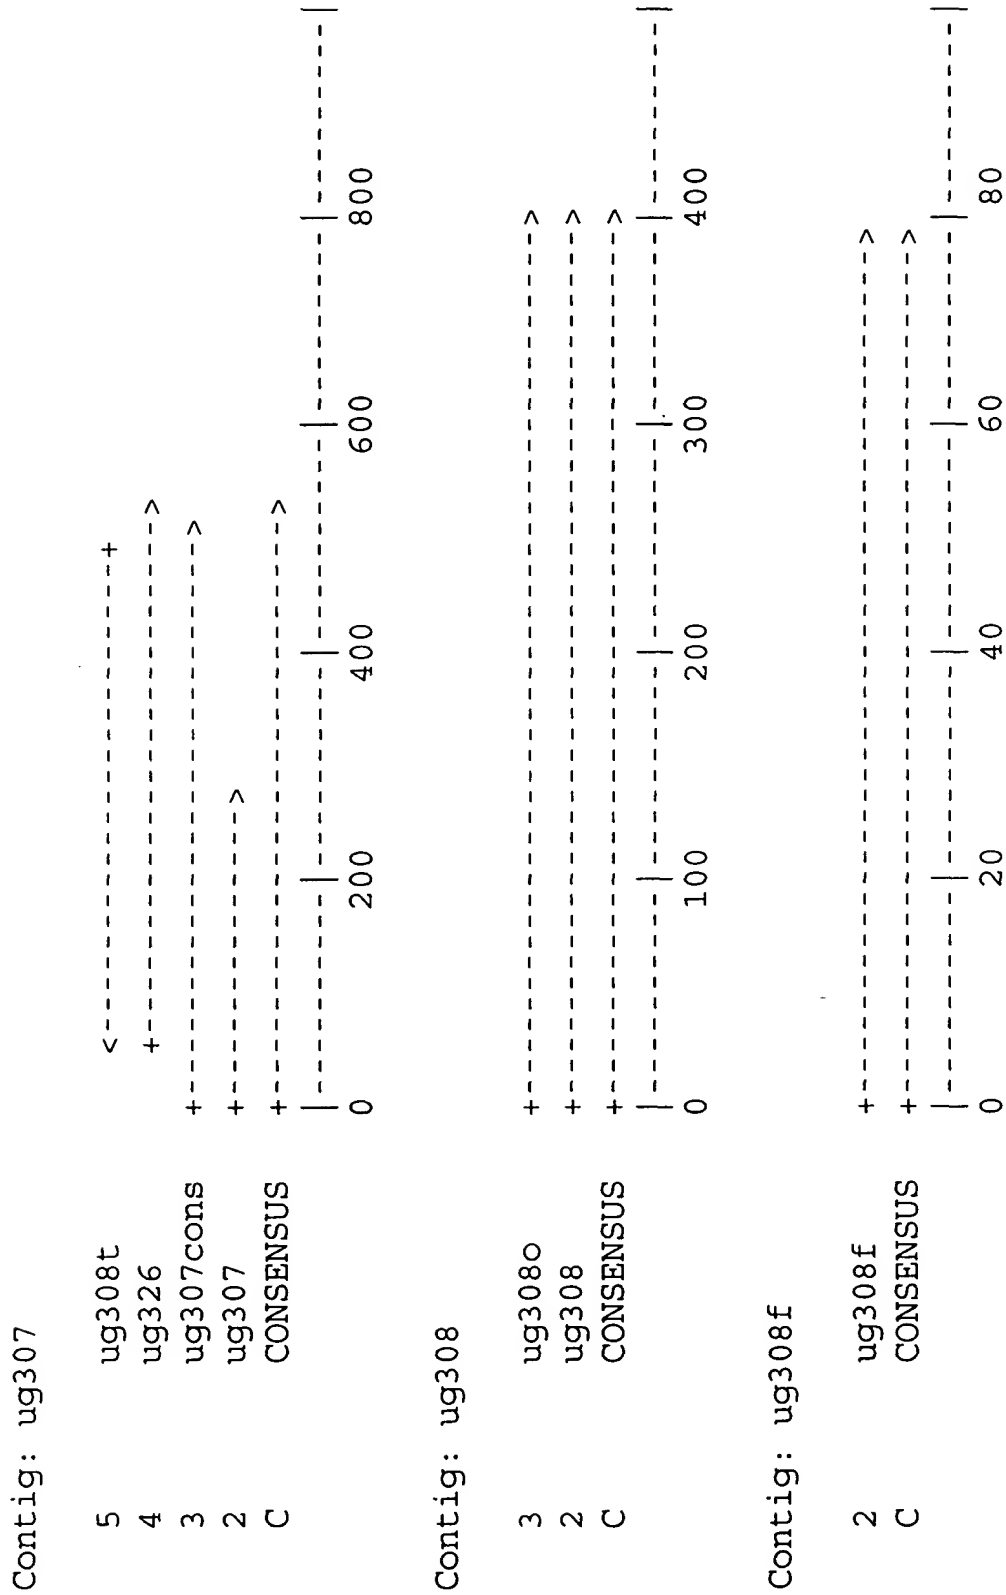 Contig: ug307
5 ug308t <--------------------+
4 ug326 +----------------------->
3 ug307cons +-------------------------->
2 ug307 +-------------->
C CONSENSUS +--------------------------->
|----------|----------|----------|---------|---------|
0 200 400 600 800
Contig: ug308
3 ug308o +------------------------------------------>
2 ug308 +------------------------------------------>
C CONSENSUS +------------------------------------------>
|----------|----------|----------|---------|---------|
0 100 200 300 400
Contig: ug308f
2 ug308f +----------------------------------------->
C CONSENSUS +----------------------------------------->
|----------|----------|----------|---------|---------|
0 20 40 60 80